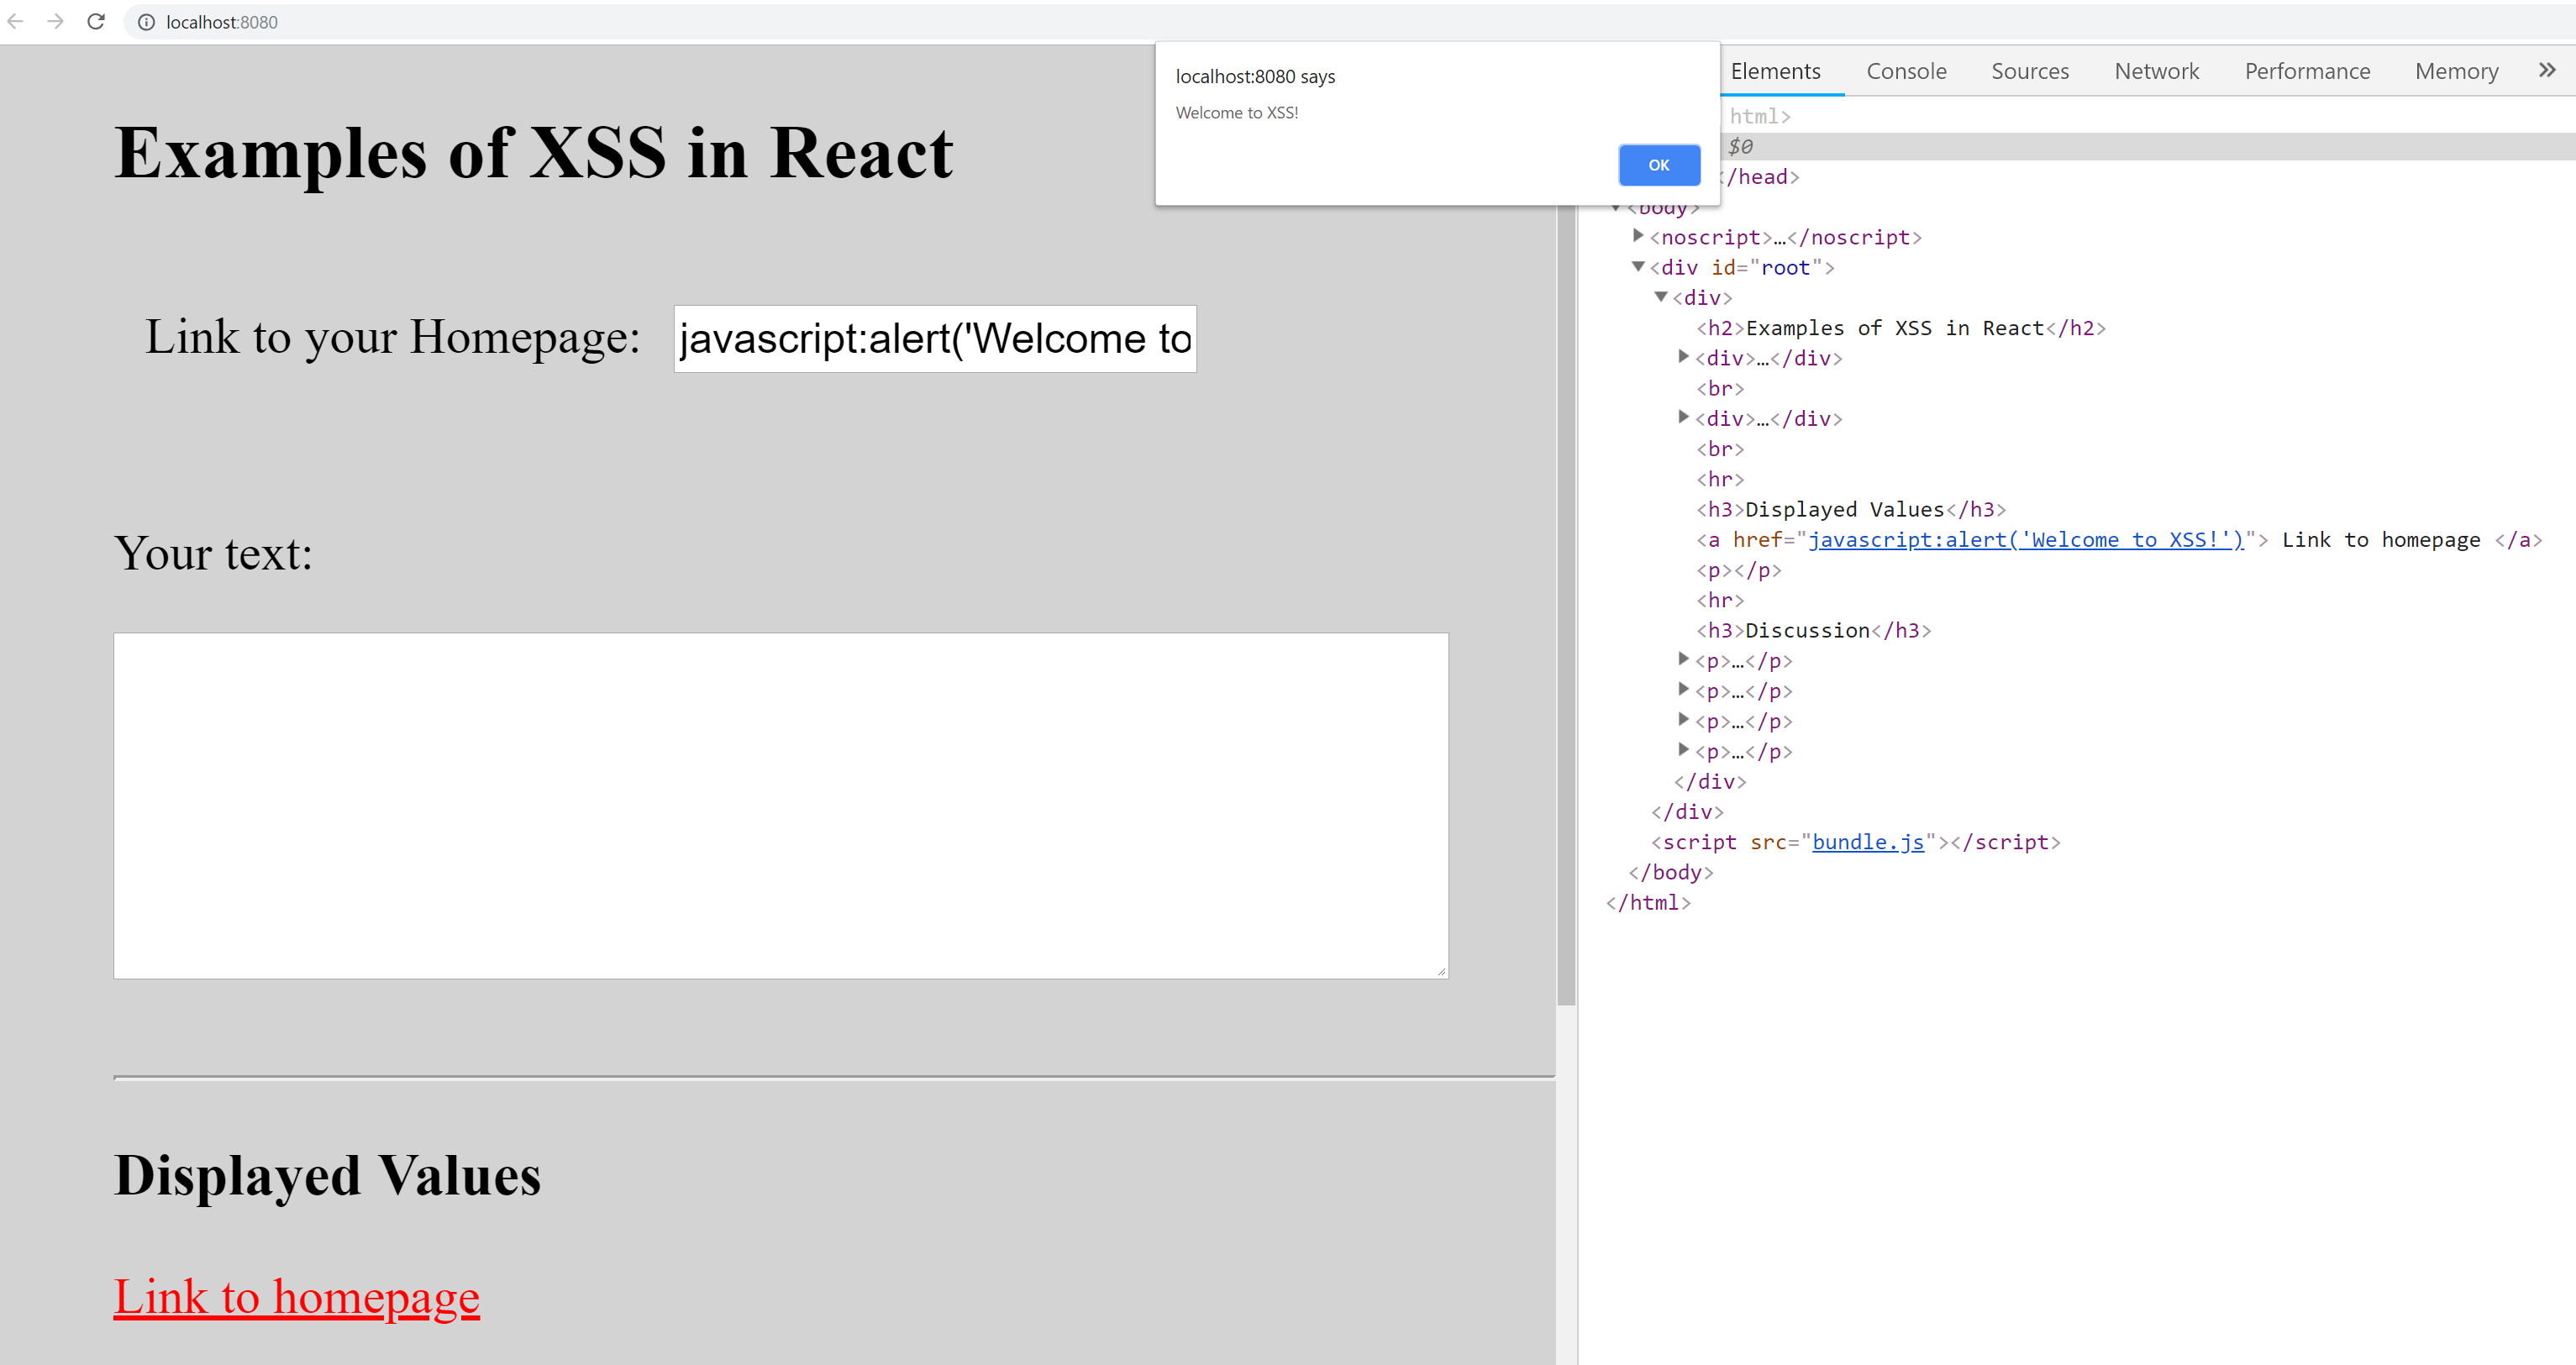 localhost:8080
localhost:8080 says
Welcome to XSS!
OK
Examples of XSS in React
Link to your Homepage: javascript:alert('Welcome to
Your text:
Displayed Values
Link to homepage
Elements Console Sources Network Performance Memory »
html>
$0
/head>
<body>
<noscript>…</noscript>
<div id="root">
<div>
<h2>Examples of XSS in React</h2>
<div>…</div>
<br>
<div>…</div>
<br>
<hr>
<h3>Displayed Values</h3>
<a href="javascript:alert('Welcome to XSS!')"> Link to homepage </a>
<p></p>
<hr>
<h3>Discussion</h3>
<p>…</p>
<p>…</p>
<p>…</p>
<p>…</p>
</div>
</div>
<script src="bundle.js"></script>
</body>
</html>